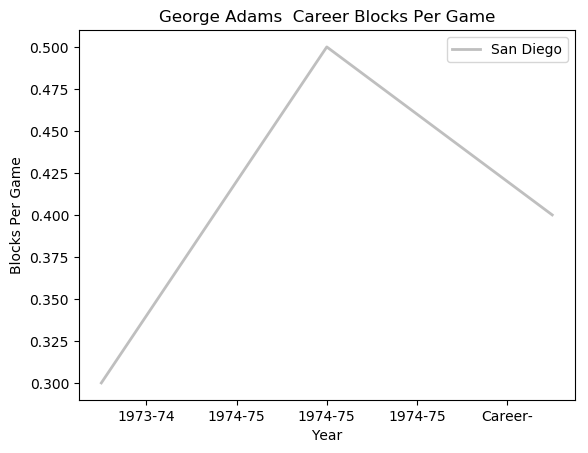 George Adams  Career Blocks Per Game
San Diego
0.500
0.475
0.450
0.425
0.400
0.375
0.350
0.325
0.300
Blocks Per Game
1973-74
1974-75
1974-75
1974-75
Career-
Year